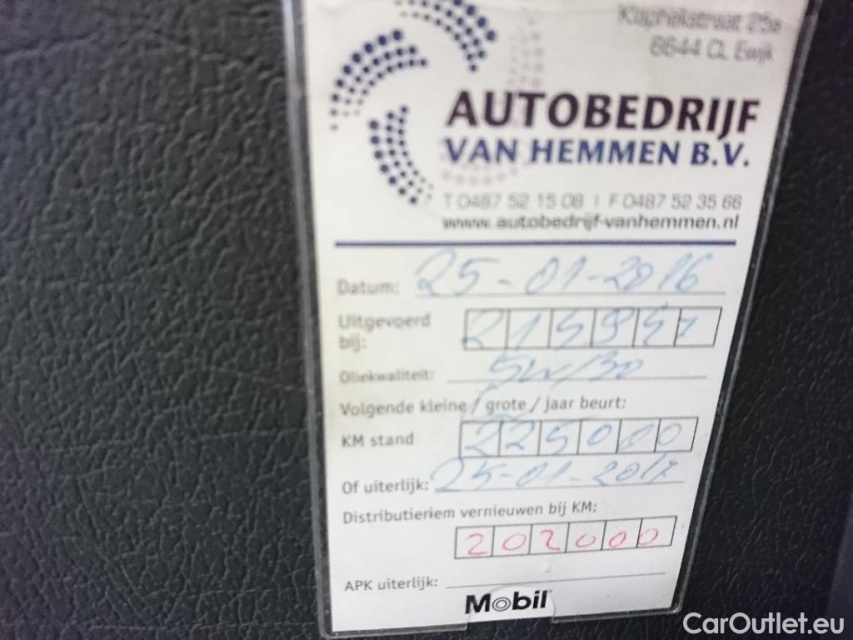 6644 CL Ewijk
AUTOBEDRIJF
VAN HEMMEN B.V.
T 0487 52 15 08 | F 0487 52 35 66
www.autobedrijf-vanhemmen.nl
Datum: 25-01-2016
Uitgevoerd
bij: 215957
Oliekwaliteit: 5w/30
Volgende kleine / grote / jaar beurt:
KM stand 225000
Of uiterlijk: 25-01-2017
Distributieriem vernieuwen bij KM:
202000
APK uiterlijk:
Mobil
CarOutlet.eu